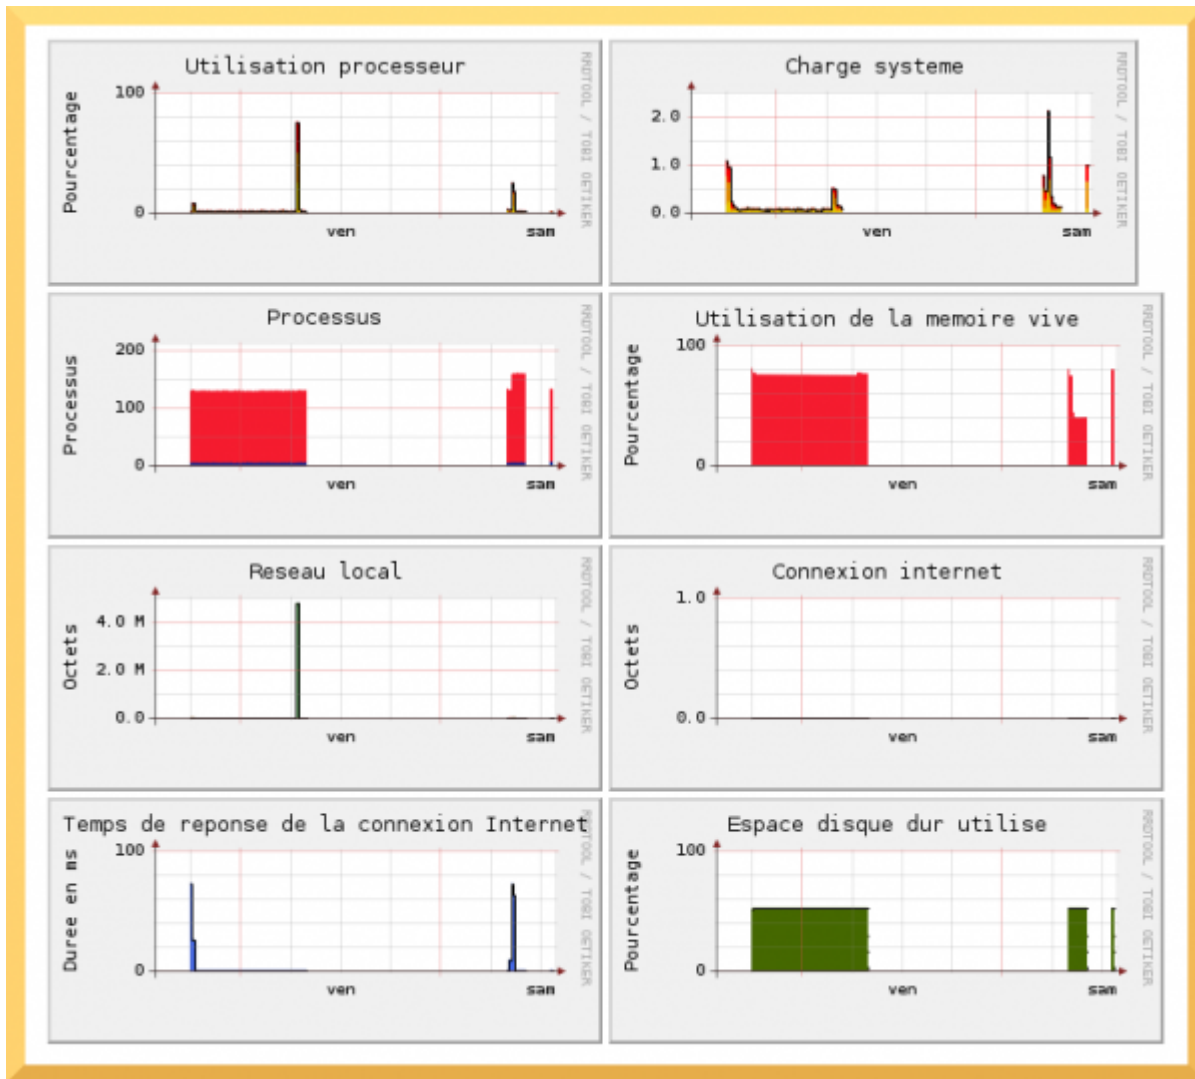 Utilisation processeur
Pourcentage
100
0
ven
sam
RRDTOOL / TOBI OETIKER
Charge systeme
2.0
1.0
0.0
ven
sam
RRDTOOL / TOBI OETIKER
Processus
Processus
200
100
0
ven
sam
RRDTOOL / TOBI OETIKER
Utilisation de la memoire vive
Pourcentage
100
0
ven
sam
RRDTOOL / TOBI OETIKER
Reseau local
Octets
4.0 M
2.0 M
0.0
ven
sam
RRDTOOL / TOBI OETIKER
Connexion internet
Octets
1.0
0.0
ven
sam
RRDTOOL / TOBI OETIKER
Temps de reponse de la connexion Internet
Duree en ms
100
0
ven
sam
RRDTOOL / TOBI OETIKER
Espace disque dur utilise
Pourcentage
100
0
ven
sam
RRDTOOL / TOBI OETIKER